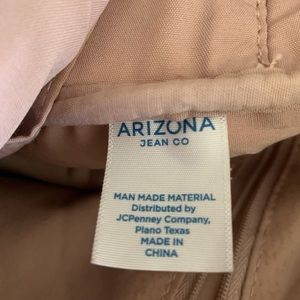 ARIZONA
JEAN CO
MAN MADE MATERIAL
Distributed by
JCPenney Company,
Plano Texas
MADE IN
CHINA